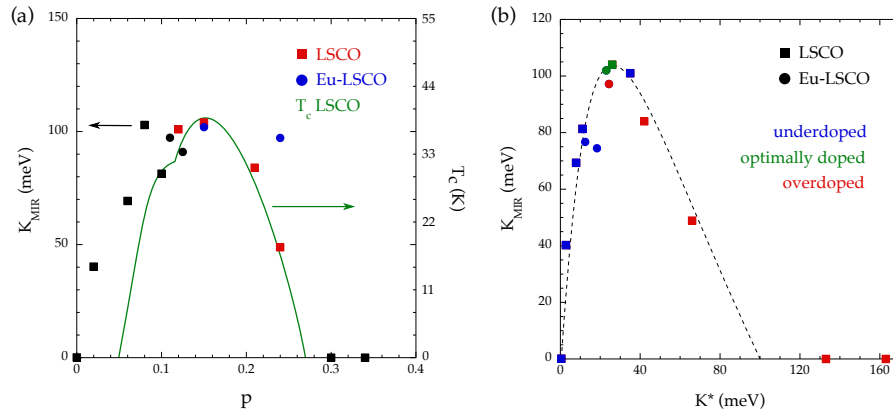 (a)
150
100
50
0
K_MIR (meV)
55
44
33
22
11
0
T_c (K)
LSCO
Eu-LSCO
T_c LSCO
0
0.1
0.2
0.3
0.4
p
(b)
120
100
80
60
40
20
0
K_MIR (meV)
LSCO
Eu-LSCO
underdoped
optimally doped
overdoped
0
40
80
120
160
K* (meV)